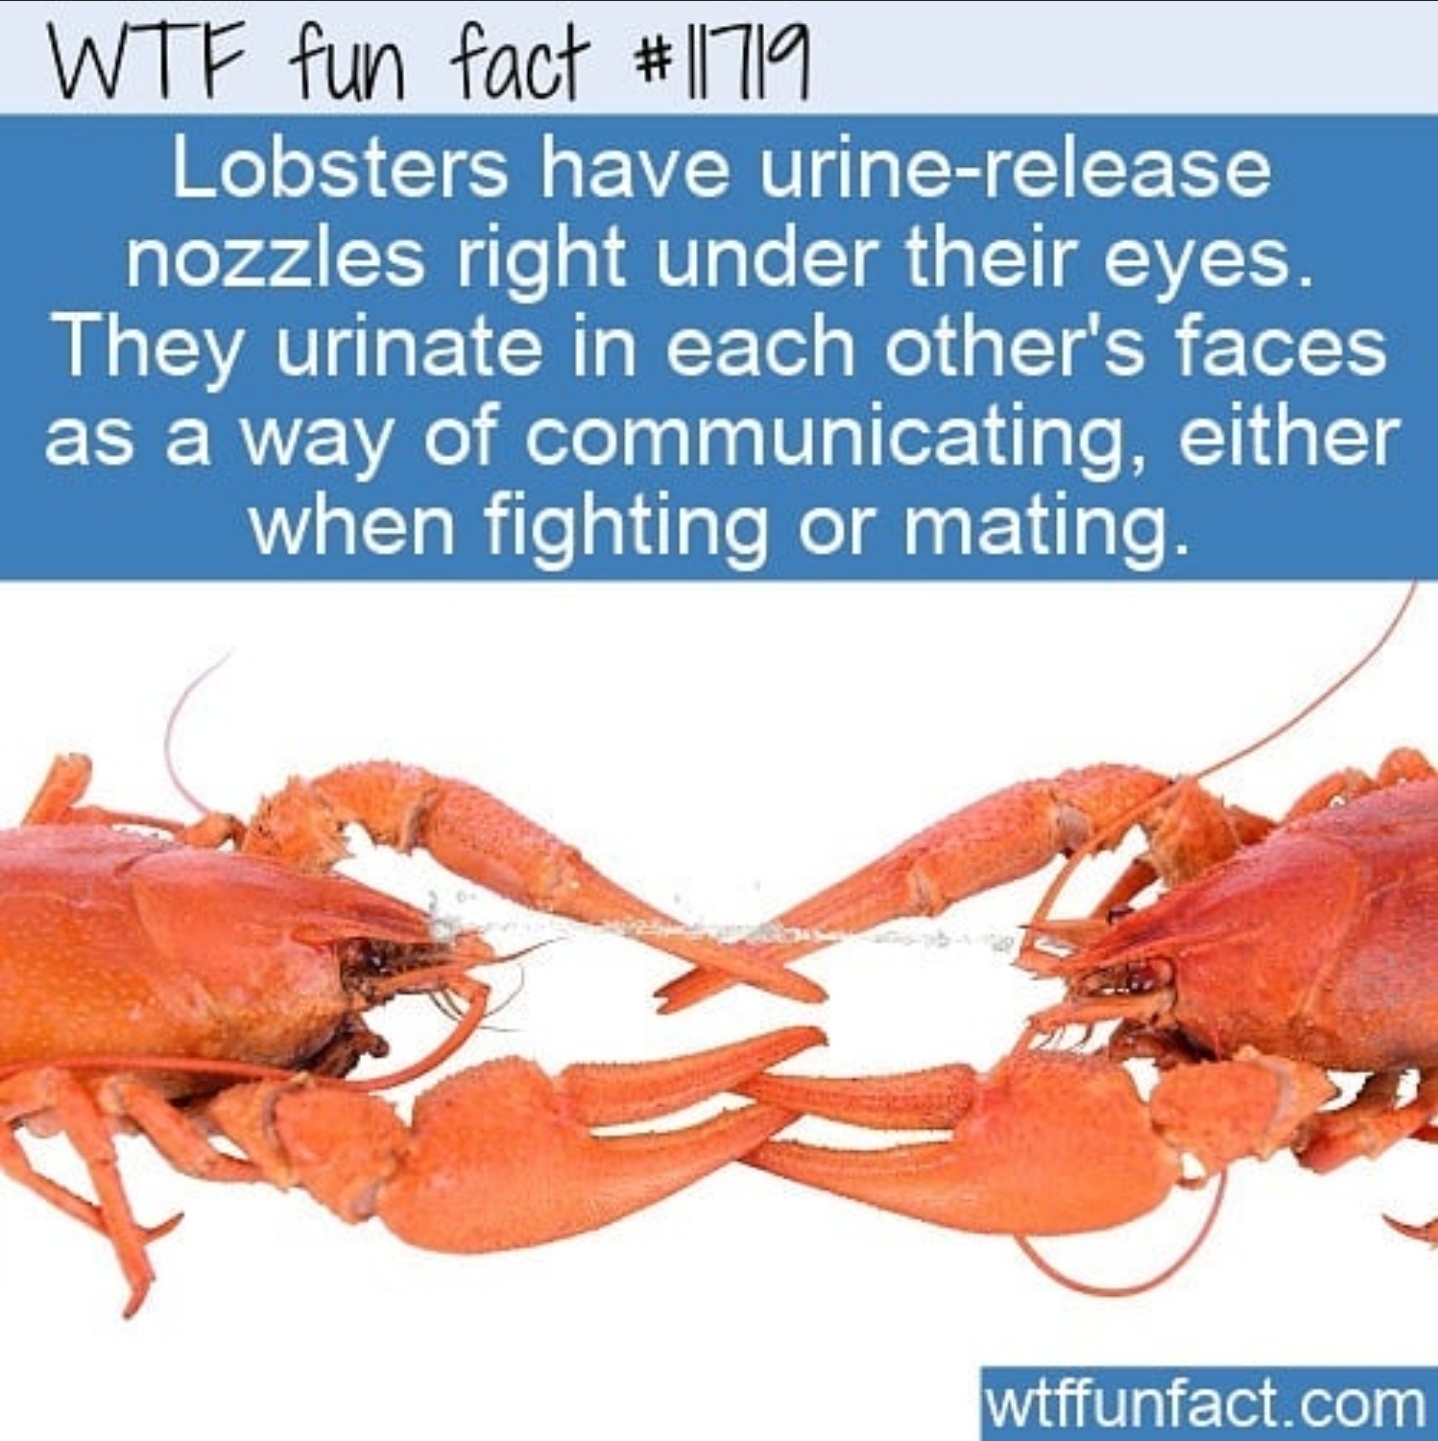 WTF fun fact #11719
Lobsters have urine-release
nozzles right under their eyes.
They urinate in each other's faces
as a way of communicating, either
when fighting or mating.
wtffunfact.com